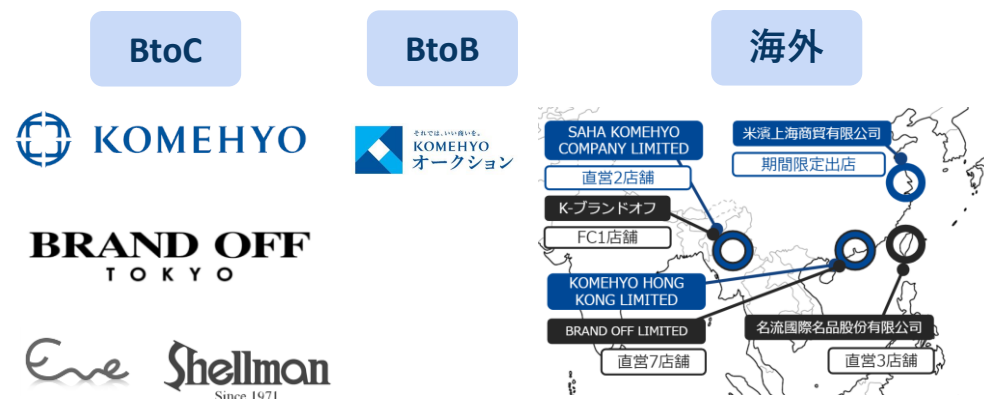 BtoC
BtoB
海外
KOMEHYO
BRAND OFF
TOKYO
Eve
Shellman
Since 1971
それでは、いい商いを。
KOMEHYO
オークション
SAHA KOMEHYO
COMPANY LIMITED
直営2店舗
K-ブランドオフ
FC1店舗
米濱上海商貿有限公司
期間限定出店
KOMEHYO HONG
KONG LIMITED
BRAND OFF LIMITED
直営7店舗
名流國際名品股份有限公司
直営3店舗